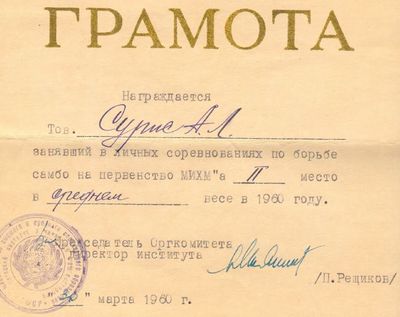 ГРАМОТА
Награждается
Тов. Сурис А.Л.
занявший в личных соревнованиях по борьбе
самбо на первенство МИХМ"а II место
в среднем весе в 1960 году.
Председатель Оргкомитета
директор института
/П.Рещиков/
"30" марта 1960 г.